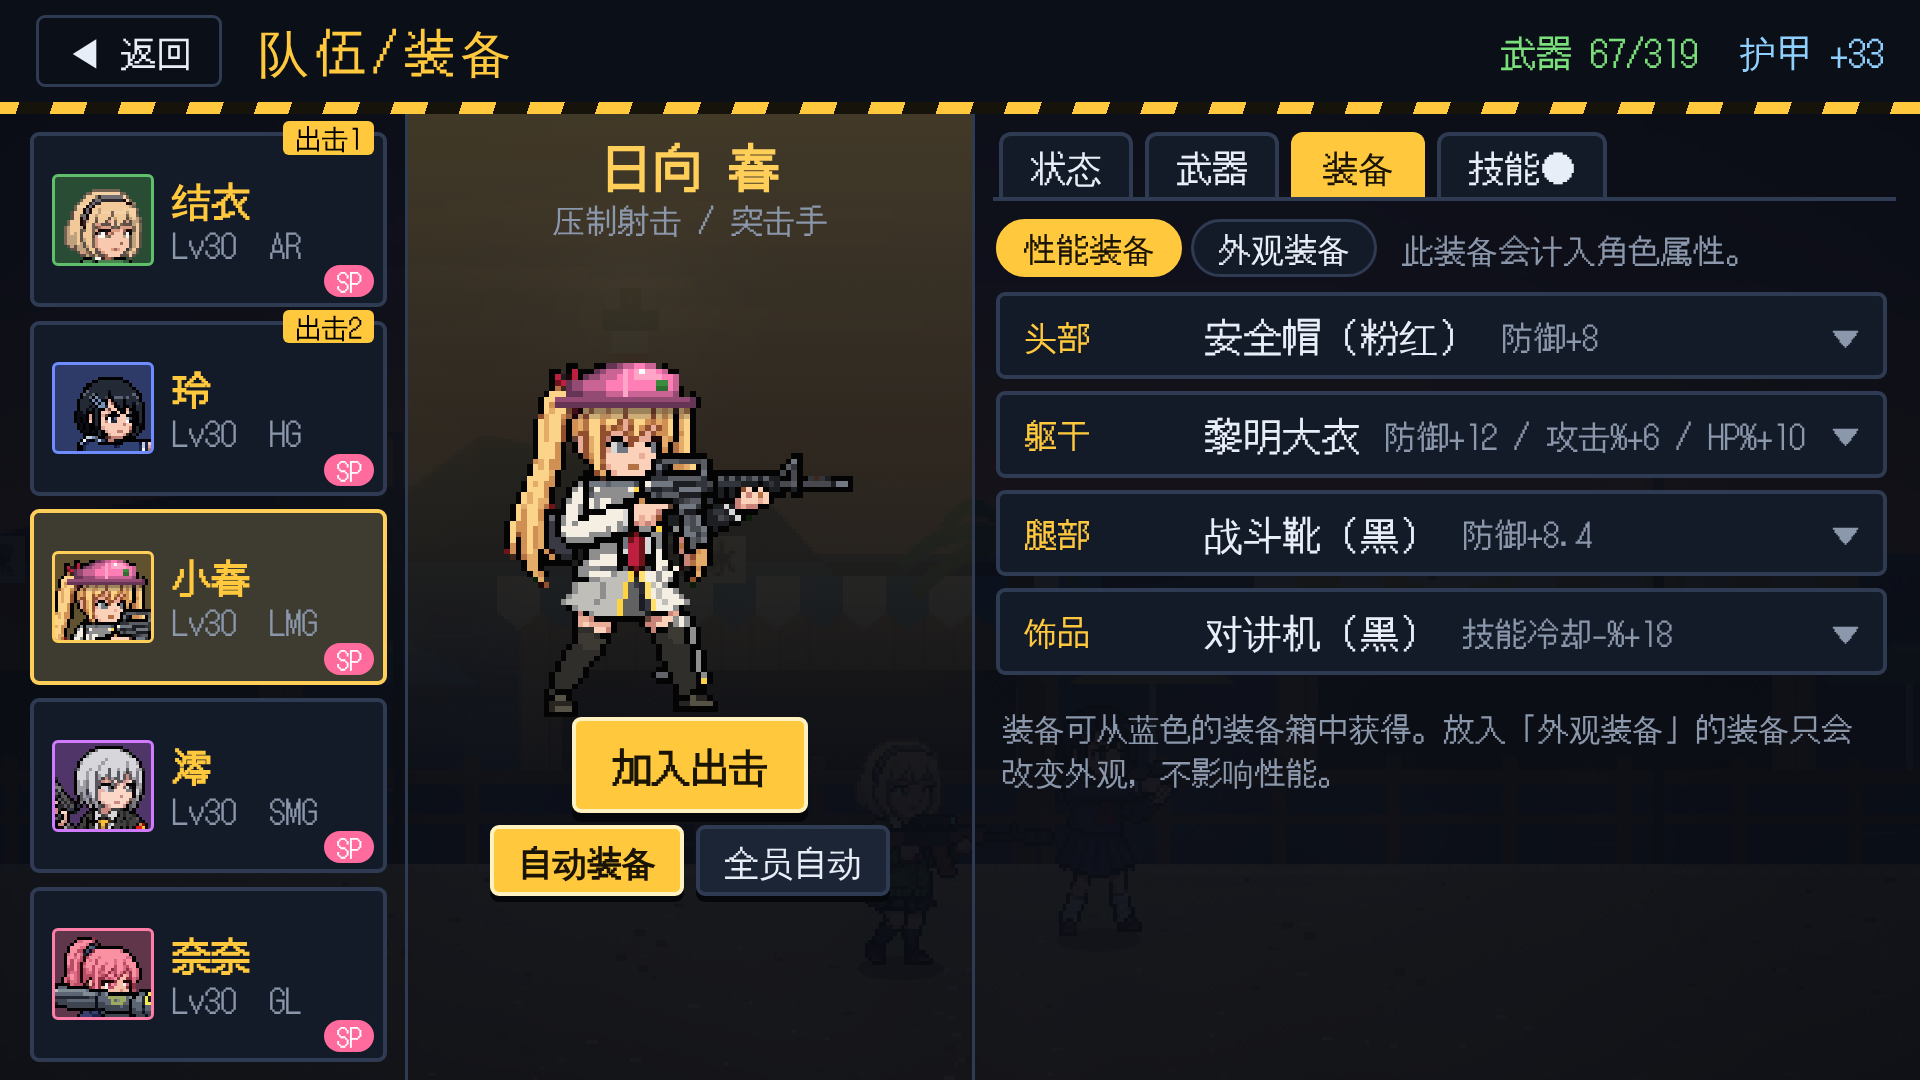 返回
队伍/装备
武器 67/319
护甲 +33
出击1
结衣
Lv30 AR
SP
出击2
玲
Lv30 HG
SP
小春
Lv30 LMG
SP
澪
Lv30 SMG
SP
奈奈
Lv30 GL
SP
日向 春
压制射击 / 突击手
加入出击
自动装备
全员自动
状态
武器
装备
技能●
性能装备
外观装备
此装备会计入角色属性。
头部 安全帽（粉红） 防御+8
躯干 黎明大衣 防御+12 / 攻击%+6 / HP%+10
腿部 战斗靴（黑） 防御+8.4
饰品 对讲机（黑） 技能冷却-%+18
装备可从蓝色的装备箱中获得。放入「外观装备」的装备只会
改变外观，不影响性能。